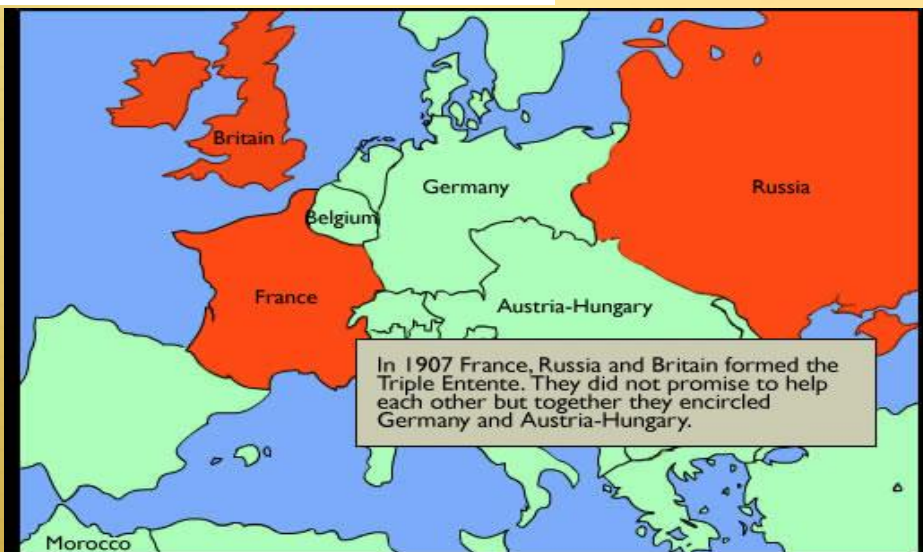 Britain
Germany
Russia
Belgium
France
Austria-Hungary
In 1907 France, Russia and Britain formed the
Triple Entente. They did not promise to help
each other but together they encircled
Germany and Austria-Hungary.
Morocco